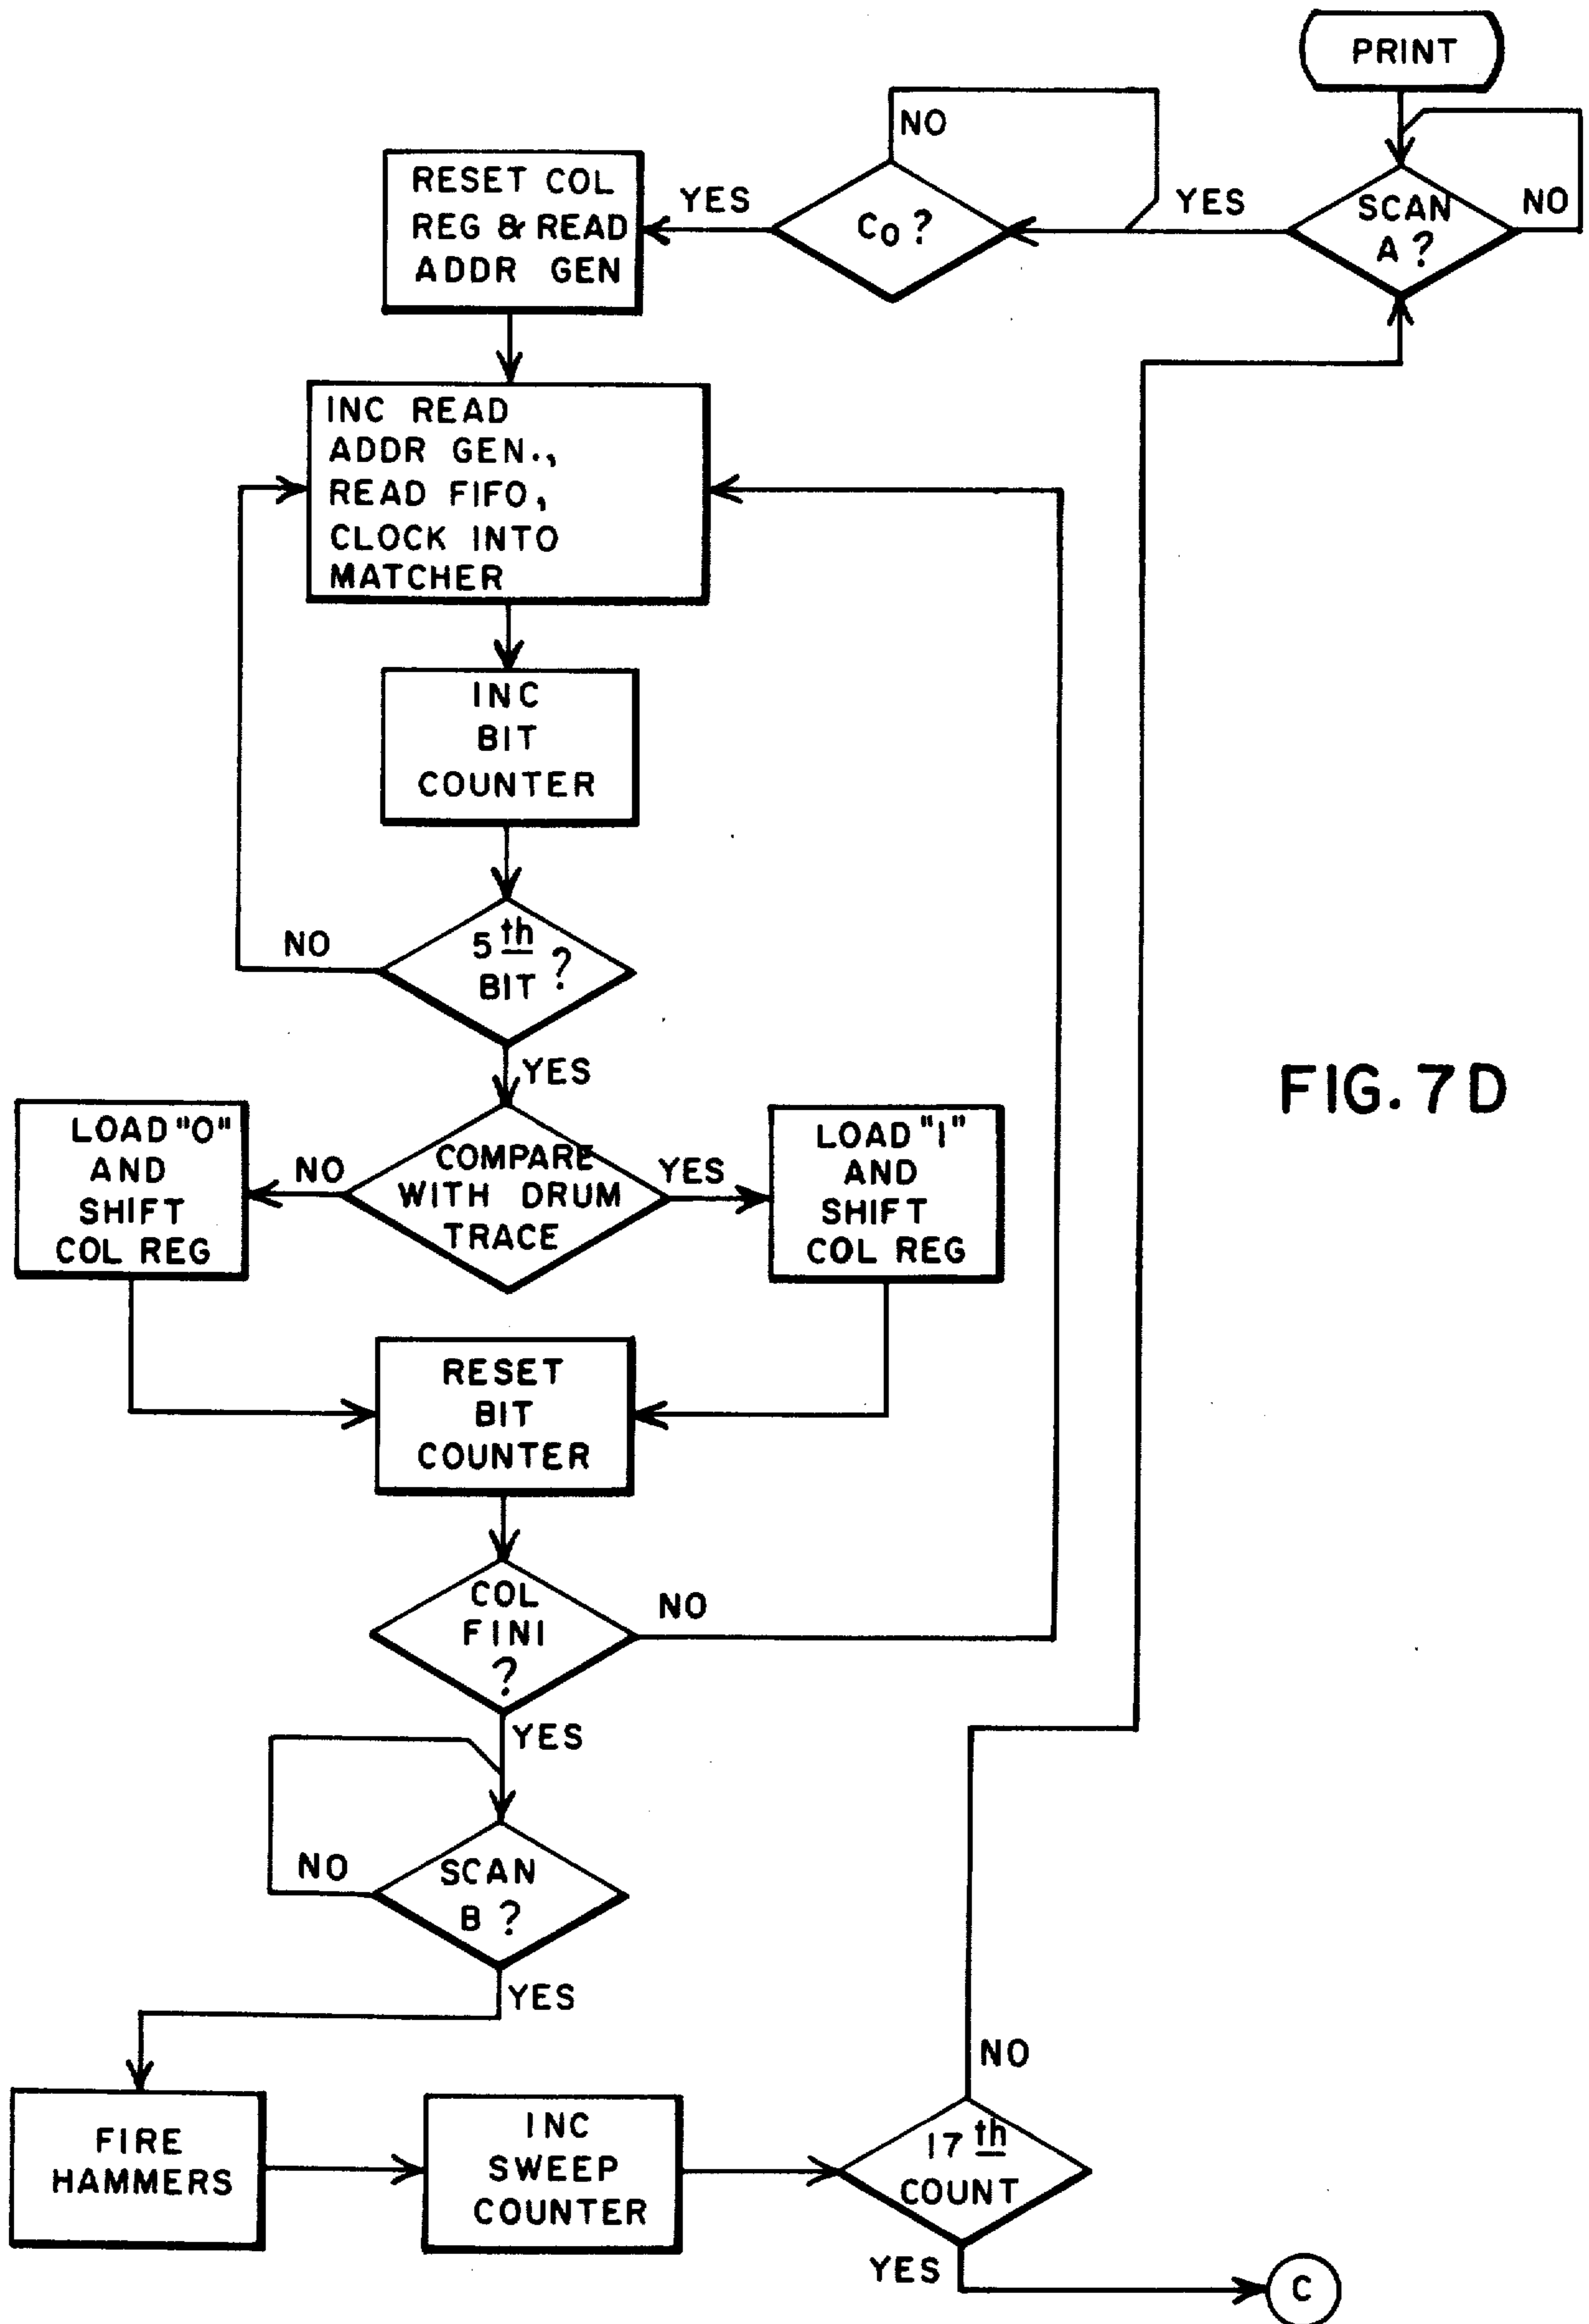 PRINT
SCAN
A ?
NO
YES
C0 ?
NO
YES
RESET COL
REG & READ
ADDR GEN
INC READ
ADDR GEN.,
READ FIFO,
CLOCK INTO
MATCHER
INC
BIT
COUNTER
5th
BIT ?
NO
YES
COMPARE
WITH DRUM
TRACE
NO
YES
LOAD "0"
AND
SHIFT
COL REG
LOAD "1"
AND
SHIFT
COL REG
FIG. 7D
RESET
BIT
COUNTER
COL
FINI
?
NO
YES
SCAN
B ?
NO
YES
FIRE
HAMMERS
INC
SWEEP
COUNTER
17th
COUNT
NO
YES
C